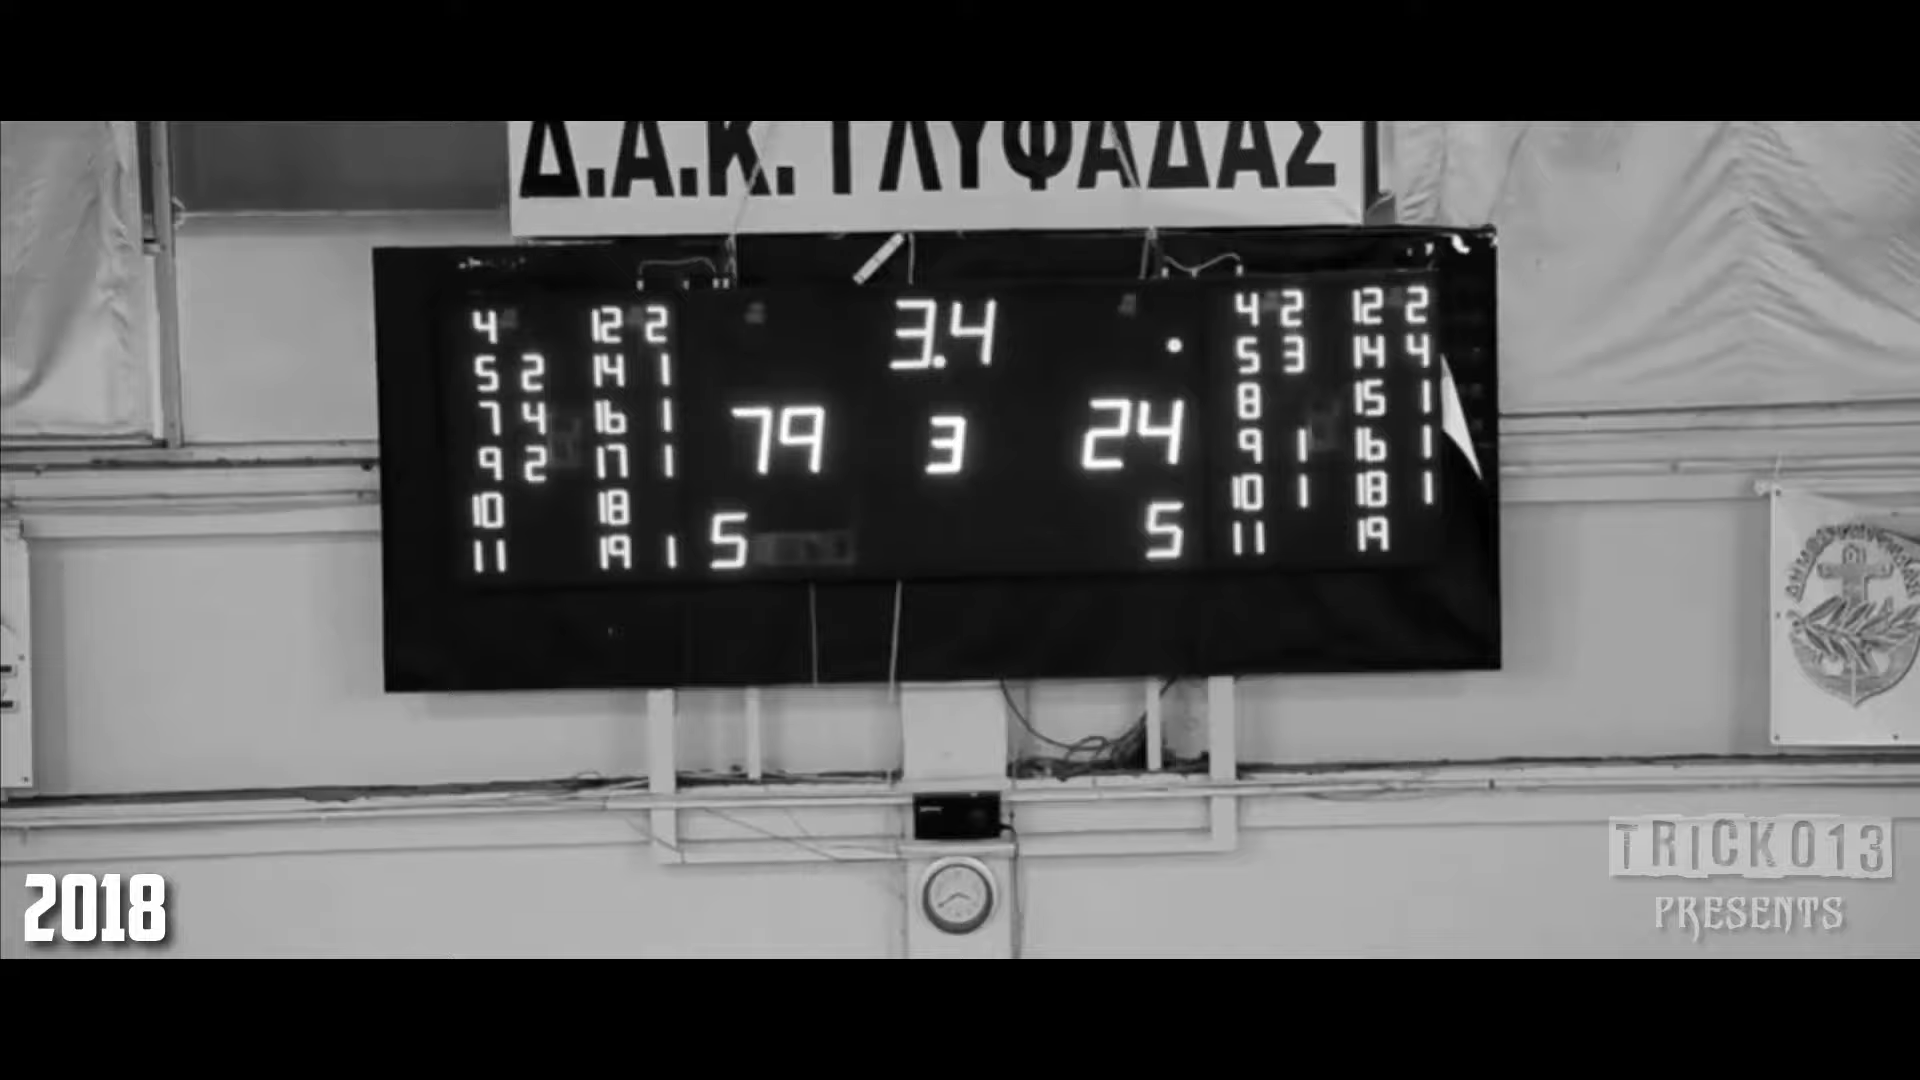 Δ.Α.Κ. ΓΛΥΦΑΔΑΣ
3.4
4 12 2
5 2 14 1
7 4 16 1
9 2 17 1
10 18
11 19 1
79 3 24
5 5
4 2 12 2
5 3 14 4
8 15 1
9 1 16 1
10 1 18 1
11 19
2018
TRICK013
PRESENTS